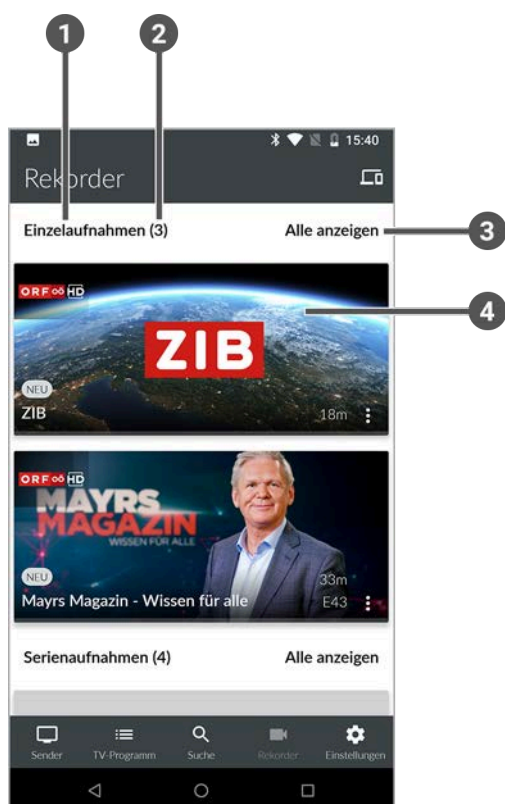 1 2
15:40
Rekorder
Einzelaufnahmen (3) Alle anzeigen 3
ORF oö HD 4
ZIB
NEU
ZIB 18m
ORF oö HD
MAYRS
MAGAZIN
WISSEN FÜR ALLE
NEU 33m
Mayrs Magazin - Wissen für alle E43
Serienaufnahmen (4) Alle anzeigen
Sender TV-Programm Suche Rekorder Einstellungen